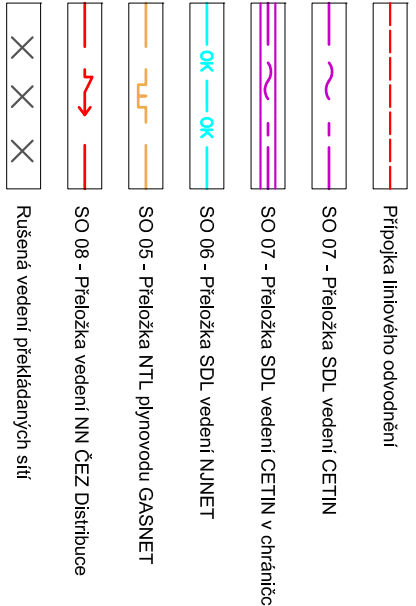 Přípojka liniového odvodnění
SO 07 - Přeložka SDL vedení CETIN
SO 07 - Přeložka SDL vedení CETIN v chráničc
OK OK
SO 06 - Přeložka SDL vedení NJNET
SO 05 - Přeložka NTL plynovodu GASNET
SO 08 - Přeložka vedení NN ČEZ Distribuce
Rušená vedení překládaných sítí